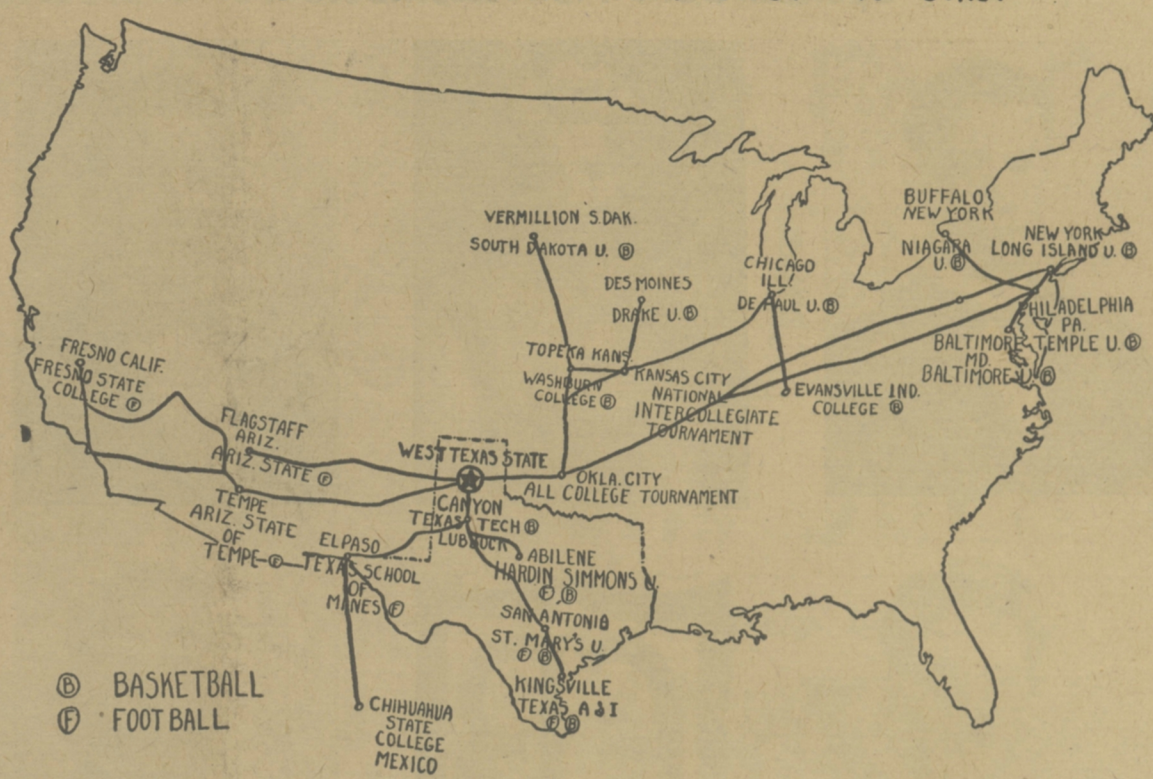 VERMILLION S.DAK.
SOUTH DAKOTA U. Ⓑ
DES MOINES
DRAKE U. Ⓑ
CHICAGO
ILL.
DE PAUL U. Ⓑ
BUFFALO
NEW YORK
NIAGARA
U. Ⓑ
NEW YORK
LONG ISLAND U. Ⓑ
PHILADELPHIA
PA.
TEMPLE U. Ⓑ
BALTIMORE
MD.
BALTIMORE U. Ⓑ
TOPEKA KANS.
WASHBURN
COLLEGE Ⓑ
KANSAS CITY
NATIONAL
INTERCOLLEGIATE
TOURNAMENT
EVANSVILLE IND.
COLLEGE Ⓑ
FRESNO CALIF.
FRESNO STATE
COLLEGE Ⓕ
FLAGSTAFF
ARIZ.
ARIZ. STATE Ⓕ
WEST TEXAS STATE
CANYON
OKLA. CITY
ALL COLLEGE TOURNAMENT
TEMPE
ARIZ. STATE
OF
TEMPE Ⓕ
TEXAS TECH Ⓑ
LUBBOCK
EL PASO
TEXAS SCHOOL
OF
MINES Ⓕ
ABILENE
HARDIN SIMMONS U.
Ⓕ Ⓑ
SAN ANTONIO
ST. MARY'S U.
Ⓕ Ⓑ
KINGSVILLE
TEXAS A & I
Ⓕ Ⓑ
CHIHUAHUA
STATE
COLLEGE
MEXICO
Ⓑ BASKETBALL
Ⓕ FOOTBALL